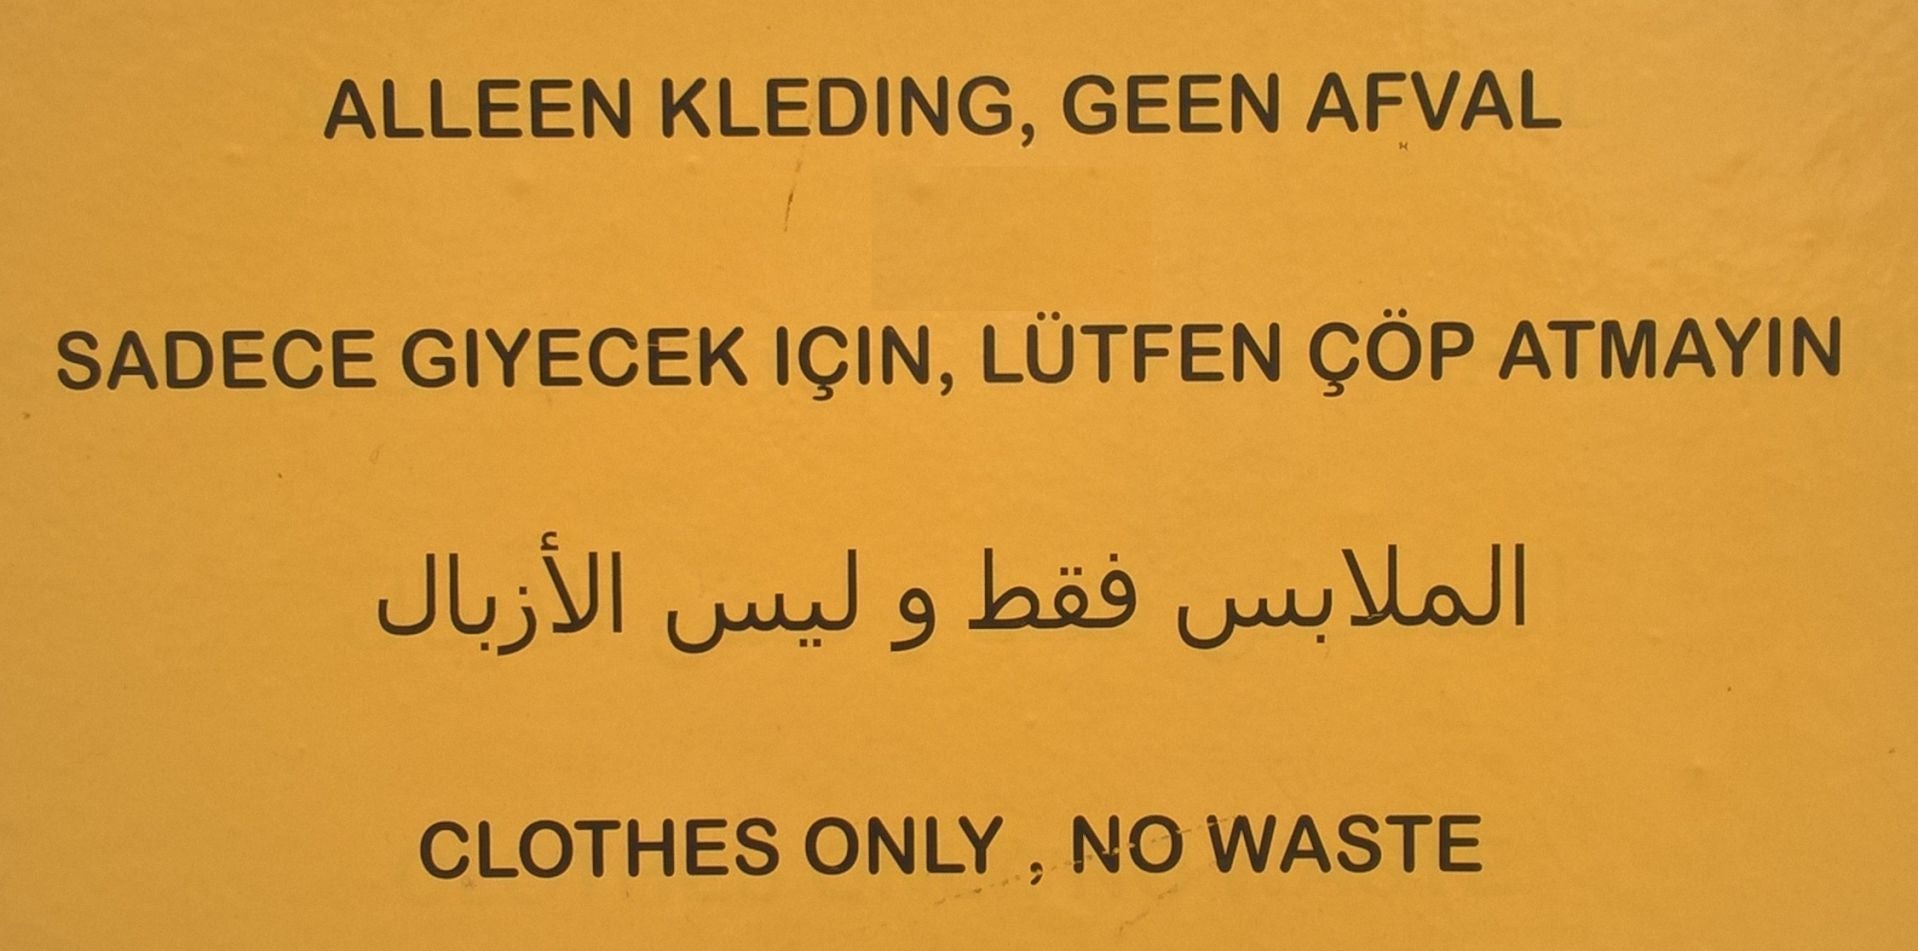 ALLEEN KLEDING, GEEN AFVAL
SADECE GIYECEK IÇIN, LÜTFEN ÇÖP ATMAYIN
الملابس فقط و ليس الأزبال
CLOTHES ONLY , NO WASTE